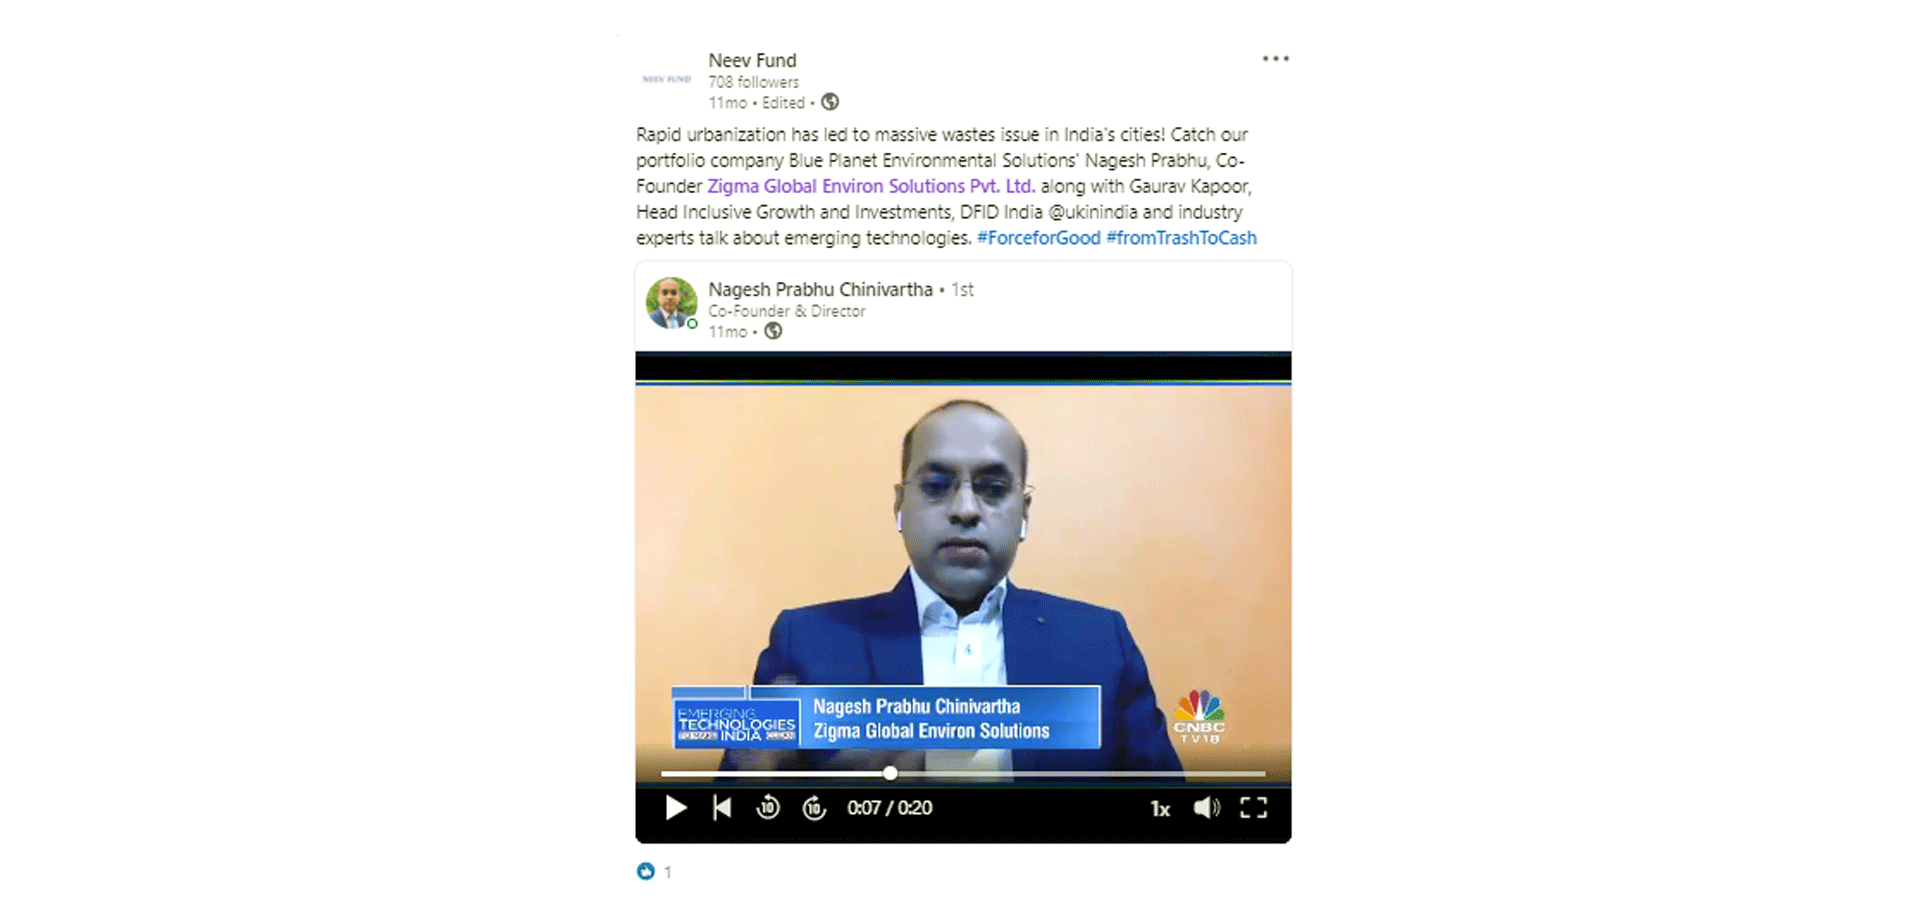 Neev Fund
NEEV FUND
708 followers
11mo • Edited •
Rapid urbanization has led to massive wastes issue in India's cities! Catch our
portfolio company Blue Planet Environmental Solutions' Nagesh Prabhu, Co-
Founder Zigma Global Environ Solutions Pvt. Ltd. along with Gaurav Kapoor,
Head Inclusive Growth and Investments, DFID India @ukinindia and industry
experts talk about emerging technologies. #ForceforGood #fromTrashToCash
Nagesh Prabhu Chinivartha • 1st
Co-Founder & Director
11mo •
EMERGING
TECHNOLOGIES
TO MAKE INDIA CLEAN
Nagesh Prabhu Chinivartha
Zigma Global Environ Solutions
CNBC
TV18
10
10
0:07 / 0:20
1x
1